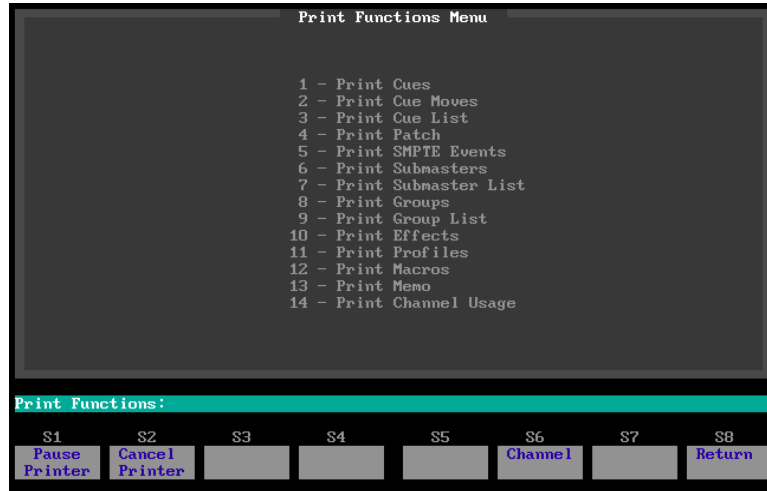 Print Functions Menu
1 - Print Cues
2 - Print Cue Moves
3 - Print Cue List
4 - Print Patch
5 - Print SMPTE Events
6 - Print Submasters
7 - Print Submaster List
8 - Print Groups
9 - Print Group List
10 - Print Effects
11 - Print Profiles
12 - Print Macros
13 - Print Memo
14 - Print Channel Usage
Print Functions:
S1 S2 S3 S4 S5 S6 S7 S8
Pause Cancel Channel Return
Printer Printer